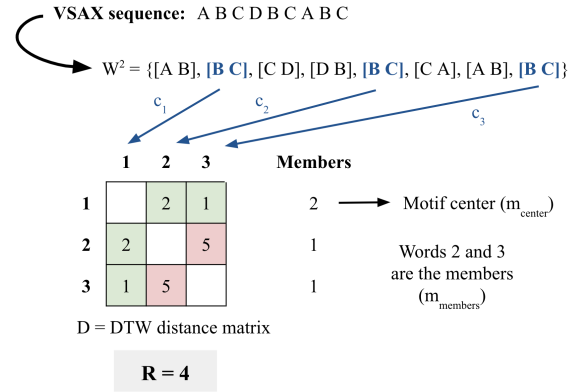 VSAX sequence: A B C D B C A B C
W² = {[A B], [B C], [C D], [D B], [B C], [C A], [A B], [B C]}
c₁ c₂ c₃
1 2 3 Members
1 2 1 2 Motif center (m_center)
2 2 5 1 Words 2 and 3
are the members
3 1 5 1 (m_members)
D = DTW distance matrix
R = 4